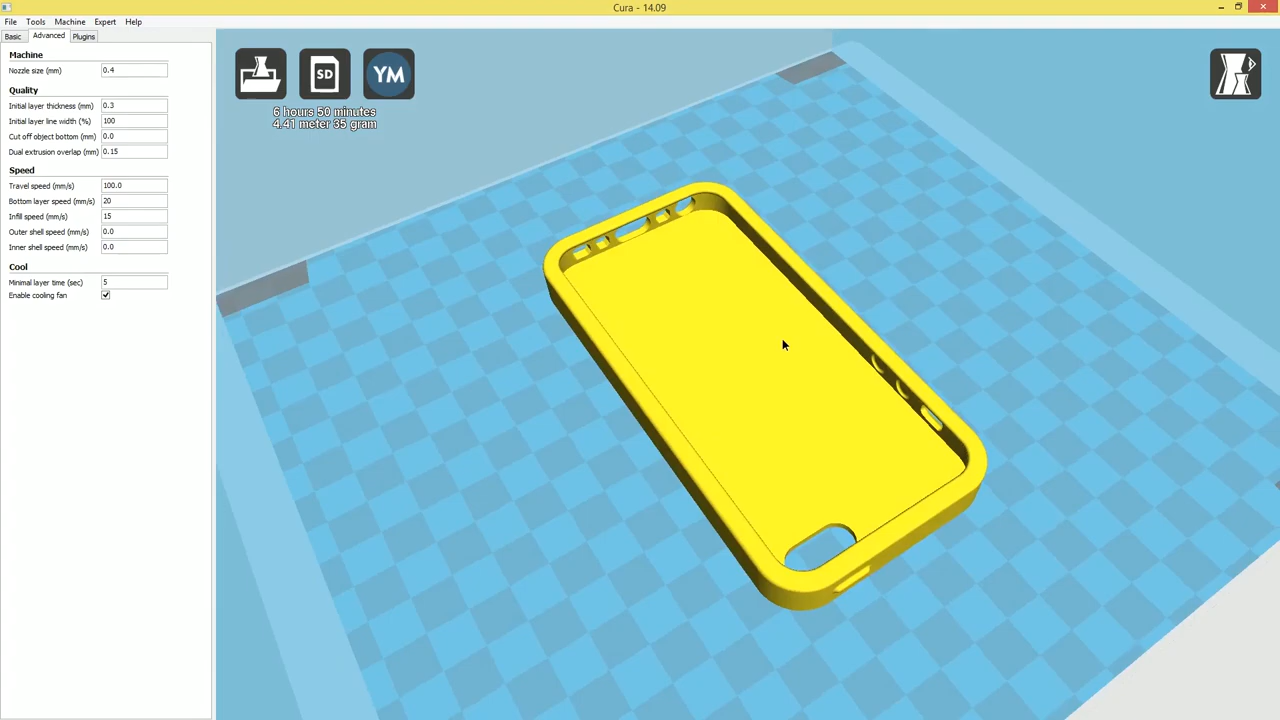 Cura - 14.09
File Tools Machine Expert Help
Basic Advanced Plugins
Machine
Nozzle size (mm) 0.4
Quality
Initial layer thickness (mm) 0.3
Initial layer line width (%) 100
Cut off object bottom (mm) 0.0
Dual extrusion overlap (mm) 0.15
Speed
Travel speed (mm/s) 100.0
Bottom layer speed (mm/s) 20
Infill speed (mm/s) 15
Outer shell speed (mm/s) 0.0
Inner shell speed (mm/s) 0.0
Cool
Minimal layer time (sec) 5
Enable cooling fan
SD
YM
6 hours 50 minutes
4.41 meter 35 gram